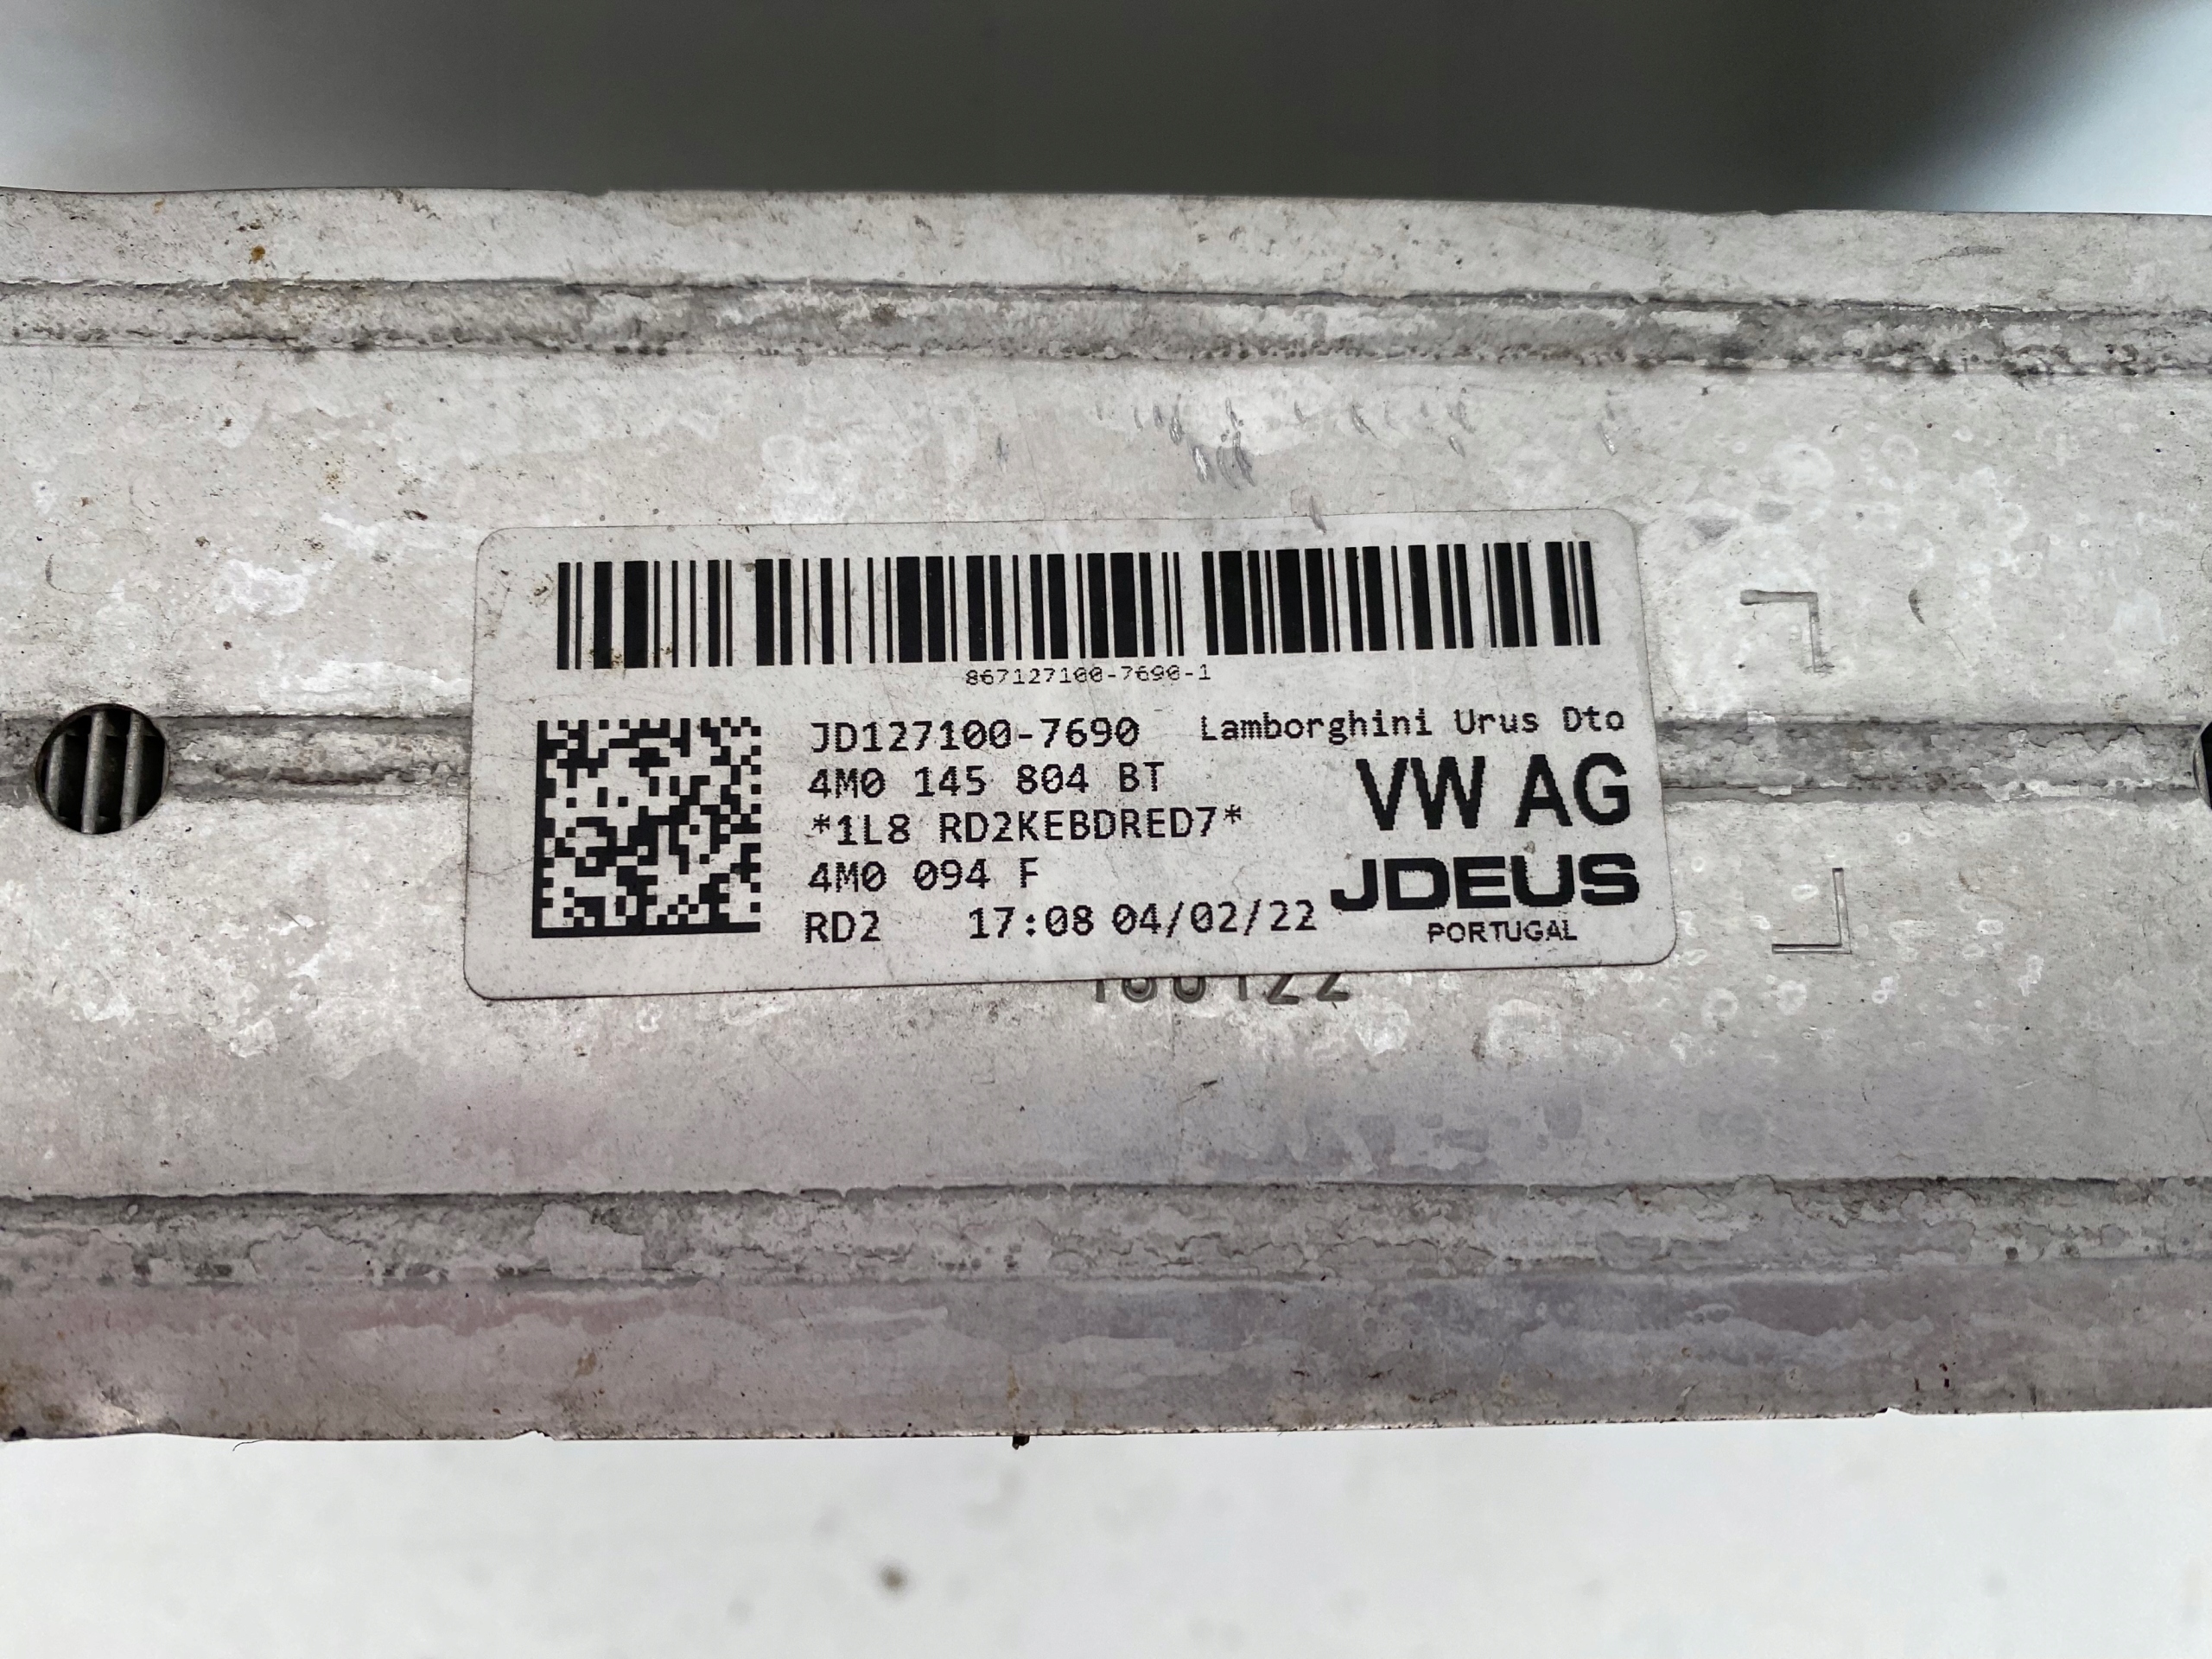 867127100-7690-1
JD127100-7690 Lamborghini Urus Dto
4M0 145 804 BT
VW AG
*1L8 RD2KEBDRED7*
4M0 094 F
JDEUS
RD2 17:08 04/02/22
PORTUGAL